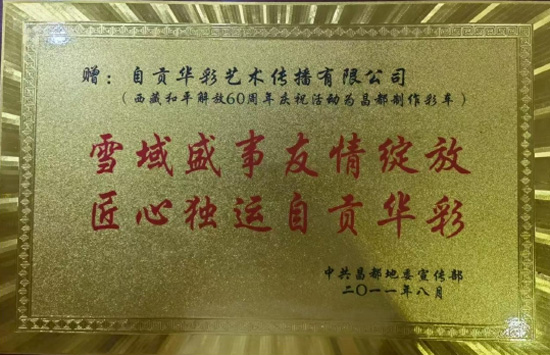 赠：自贡华彩艺术传播有限公司
（西藏和平解放60周年庆祝活动为昌都制作彩车）
雪域盛事友情绽放
匠心独运自贡华彩
中共昌都地委宣传部
二〇一一年八月